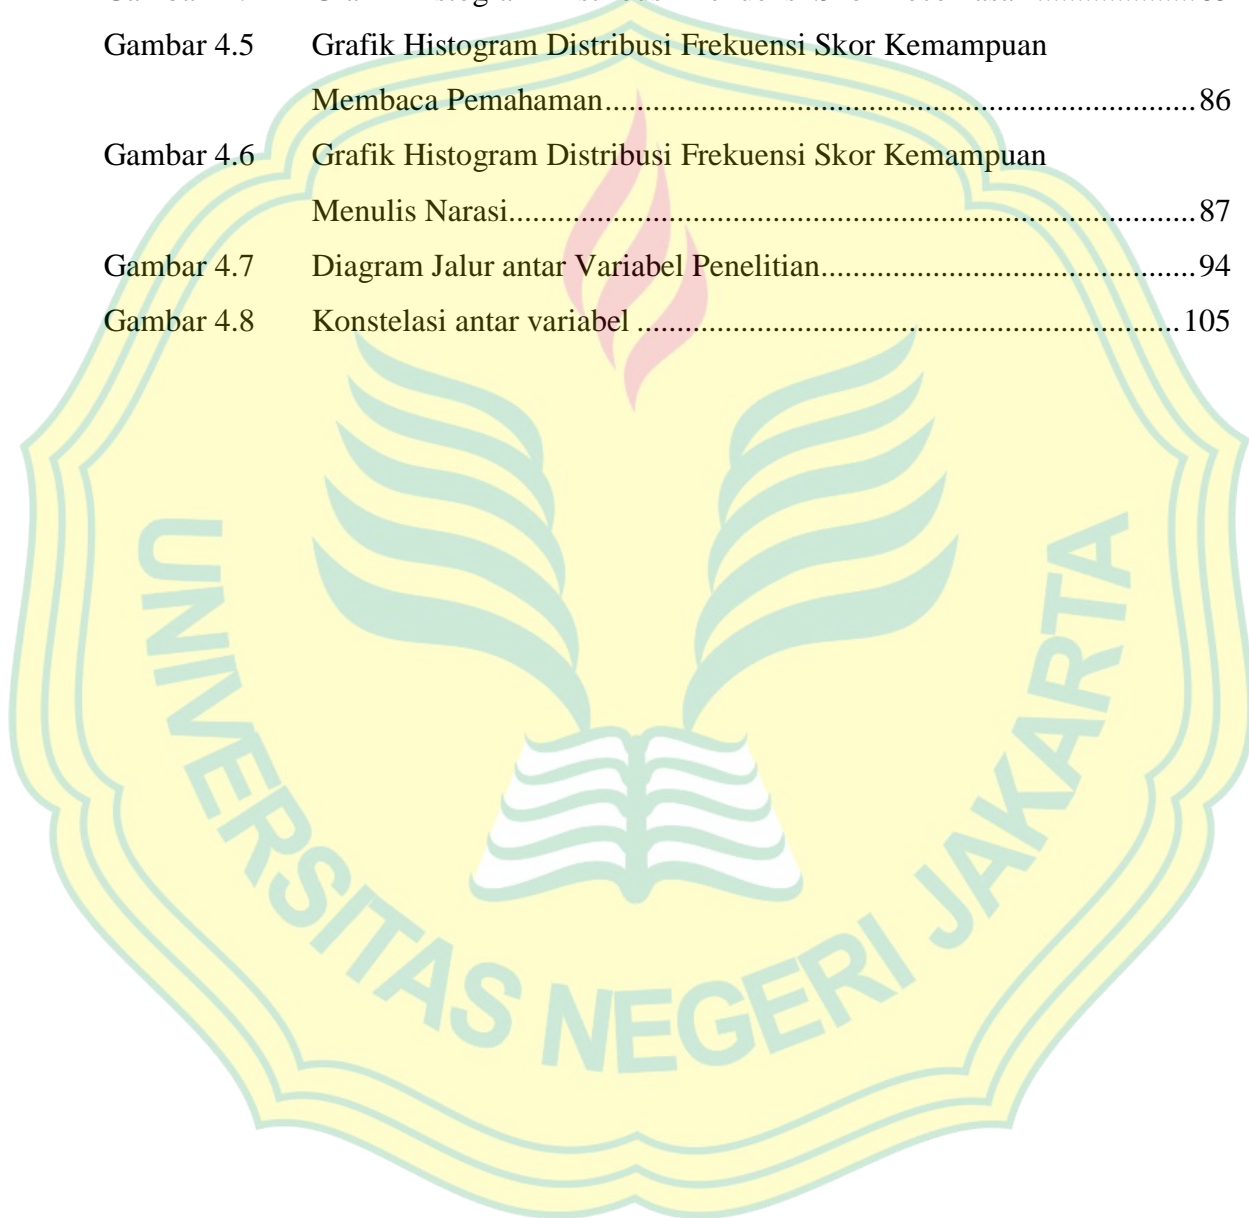 Gambar 4.5 Grafik Histogram Distribusi Frekuensi Skor Kemampuan
Membaca Pemahaman..........................................................................86
Gambar 4.6 Grafik Histogram Distribusi Frekuensi Skor Kemampuan
Menulis Narasi......................................................................................87
Gambar 4.7 Diagram Jalur antar Variabel Penelitian...............................................94
Gambar 4.8 Konstelasi antar variabel ....................................................................105
UNIVERSITAS NEGERI JAKARTA